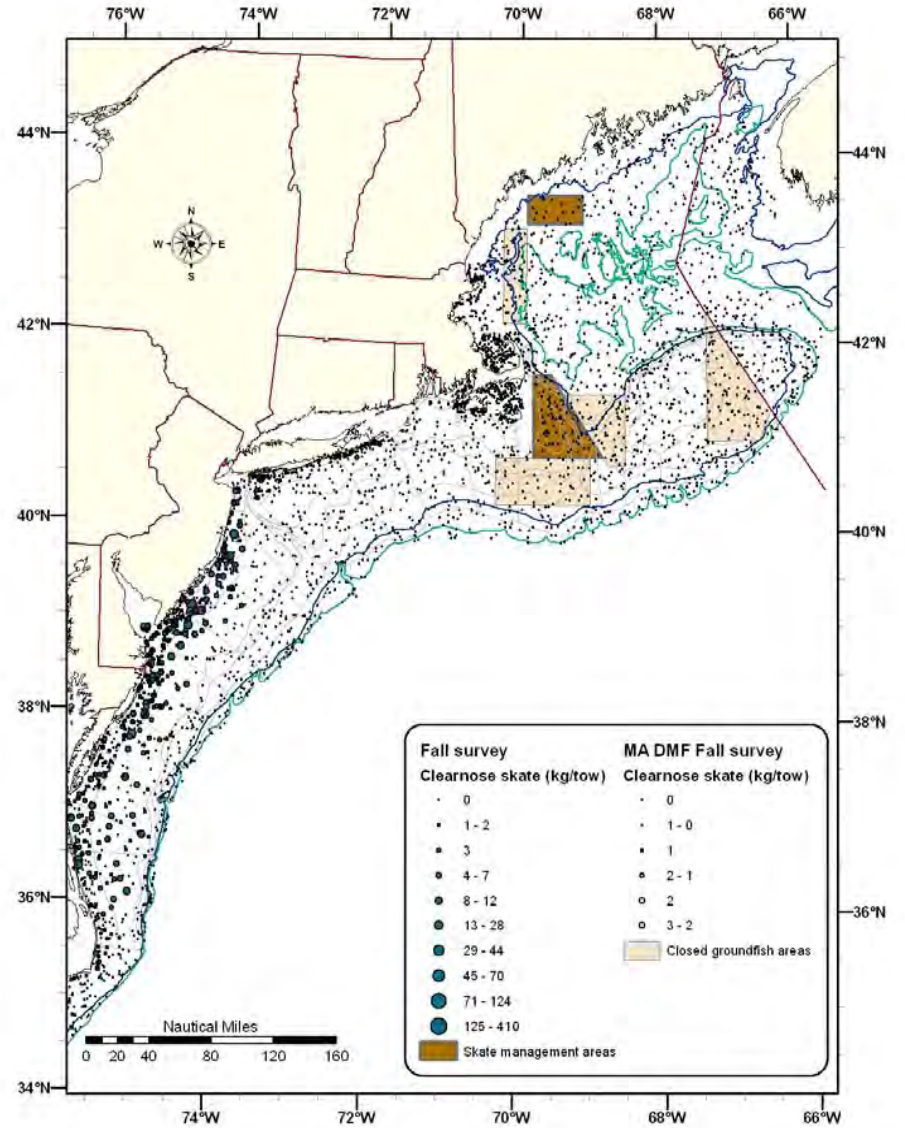 76°W 74°W 72°W 70°W 68°W 66°W
44°N
44°N
N
W E
S
42°N
42°N
40°N
40°N
38°N
38°N
36°N
36°N
34°N
Fall survey
Clearnose skate (kg/tow)
0
1 - 2
3
4 - 7
8 - 12
13 - 28
29 - 44
45 - 70
71 - 124
125 - 410
Skate management areas
MA DMF Fall survey
Clearnose skate (kg/tow)
0
1 - 0
1
2 - 1
2
3 - 2
Closed groundfish areas
Nautical Miles
0 20 40 80 120 160
74°W 72°W 70°W 68°W 66°W